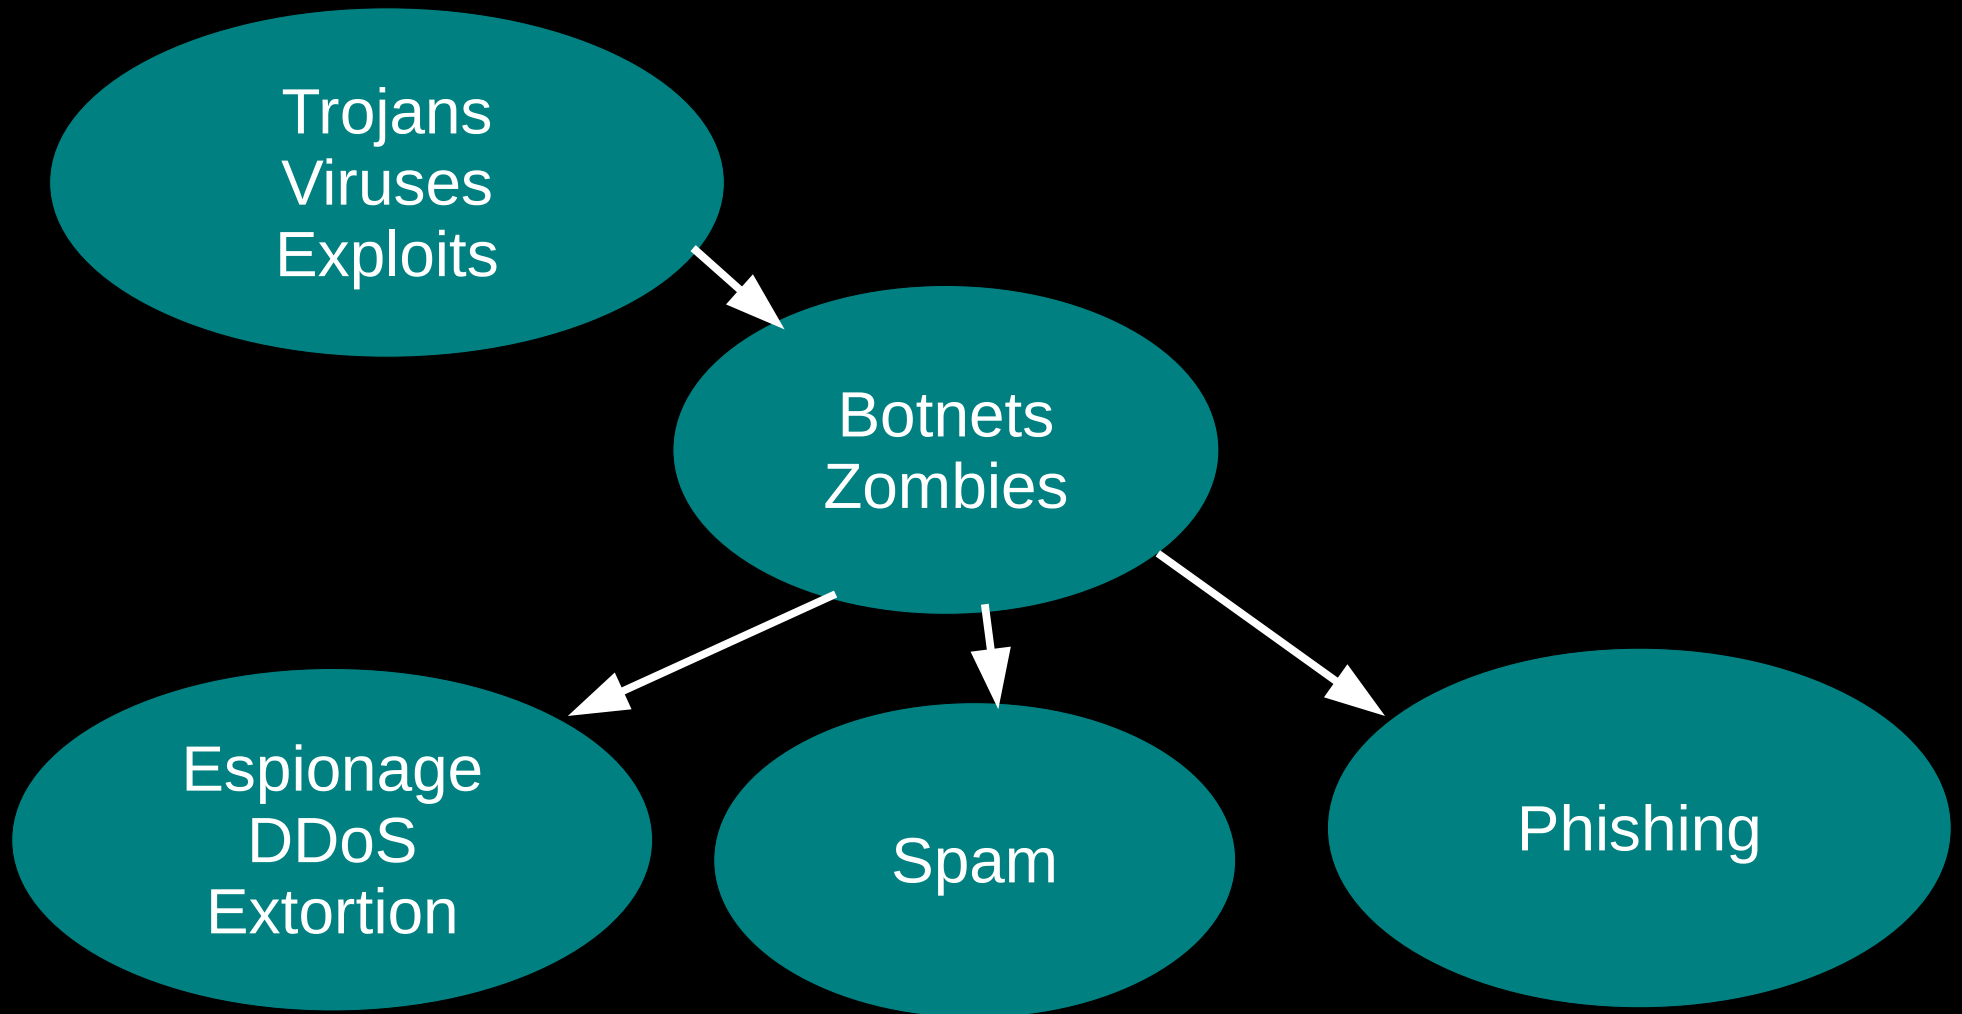 Trojans
Viruses
Exploits
Botnets
Zombies
Espionage
DDoS
Extortion
Spam
Phishing